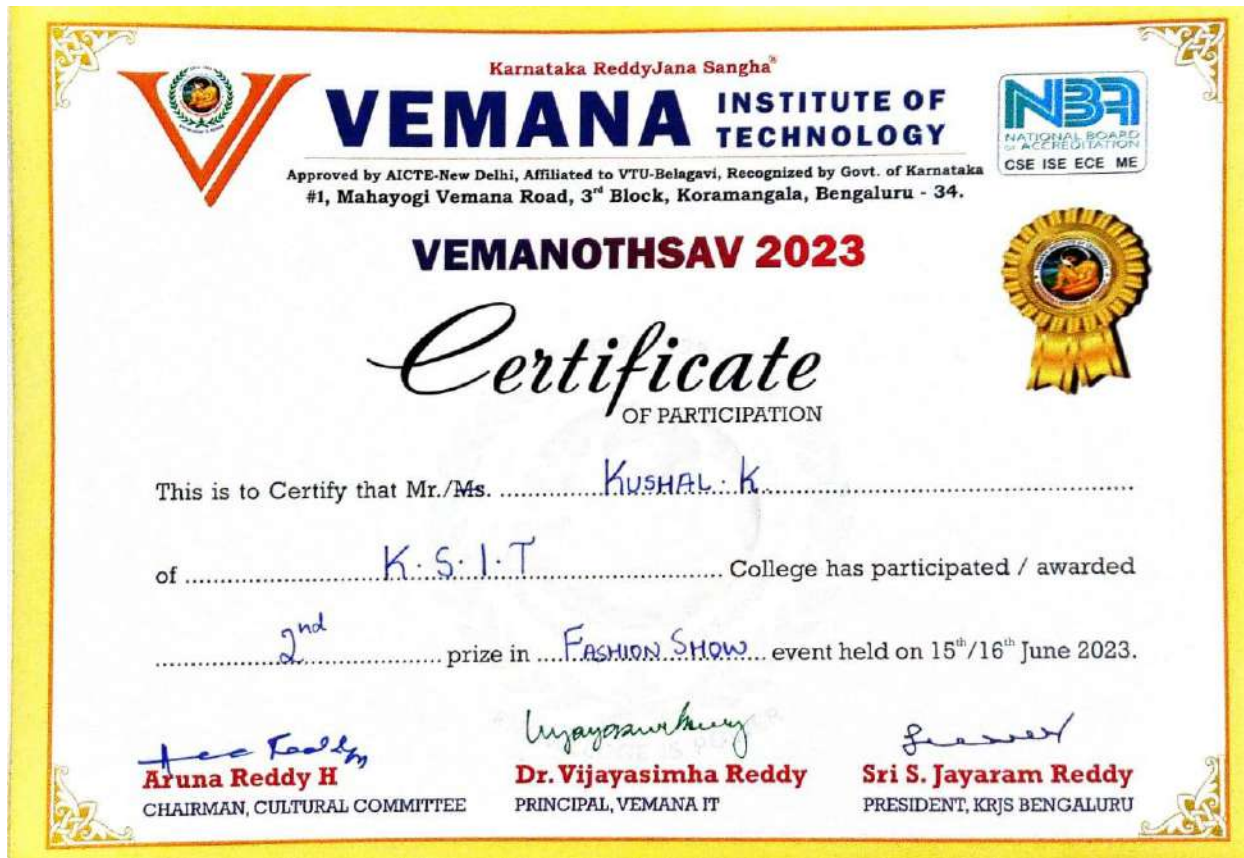 Karnataka ReddyJana Sangha®
VEMANA INSTITUTE OF TECHNOLOGY
NBA
NATIONAL BOARD
OF ACCREDITATION
CSE ISE ECE ME
Approved by AICTE-New Delhi, Affiliated to VTU-Belagavi, Recognized by Govt. of Karnataka
#1, Mahayogi Vemana Road, 3rd Block, Koramangala, Bengaluru - 34.
VEMANOTHSAV 2023
Certificate
OF PARTICIPATION
This is to Certify that Mr./Ms. KUSHAL. K
of K.S.I.T College has participated / awarded
2nd prize in FASHION SHOW event held on 15th/16th June 2023.
Aruna Reddy H
CHAIRMAN, CULTURAL COMMITTEE
Dr. Vijayasimha Reddy
PRINCIPAL, VEMANA IT
Sri S. Jayaram Reddy
PRESIDENT, KRJS BENGALURU